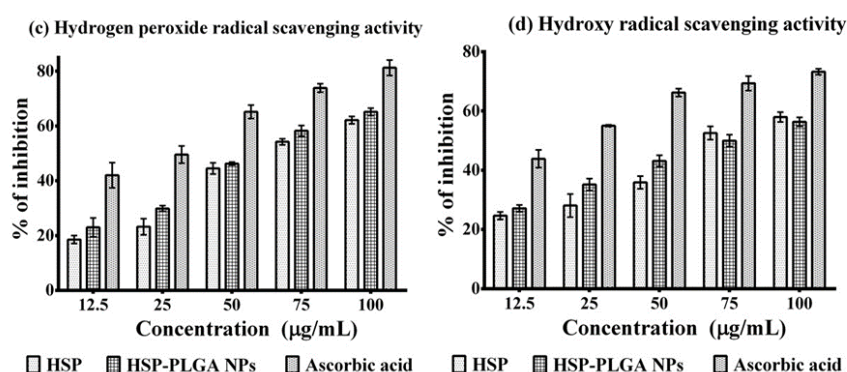 (c) Hydrogen peroxide radical scavenging activity
% of inhibition
80
60
40
20
0
12.5 25 50 75 100
Concentration (µg/mL)
HSP HSP-PLGA NPs Ascorbic acid
(d) Hydroxy radical scavenging activity
% of inhibition
80
60
40
20
0
12.5 25 50 75 100
Concentration (µg/mL)
HSP HSP-PLGA NPs Ascorbic acid